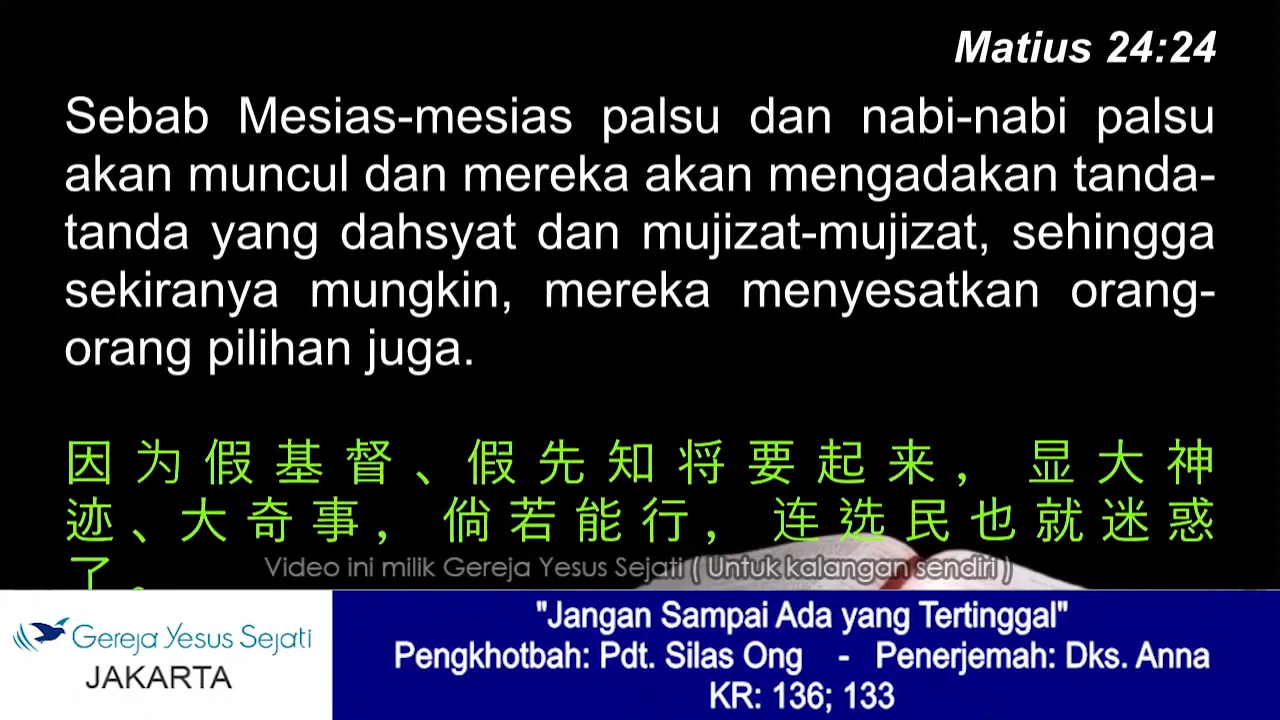 Matius 24:24
Sebab Mesias-mesias palsu dan nabi-nabi palsu
akan muncul dan mereka akan mengadakan tanda-
tanda yang dahsyat dan mujizat-mujizat, sehingga
sekiranya mungkin, mereka menyesatkan orang-
orang pilihan juga.
因为假基督、假先知将要起来，显大神
迹、大奇事，倘若能行，连选民也就迷惑
了。
Video ini milik Gereja Yesus Sejati ( Untuk kalangan sendiri )
Gereja Yesus Sejati
JAKARTA
"Jangan Sampai Ada yang Tertinggal"
Pengkhotbah: Pdt. Silas Ong - Penerjemah: Dks. Anna
KR: 136; 133